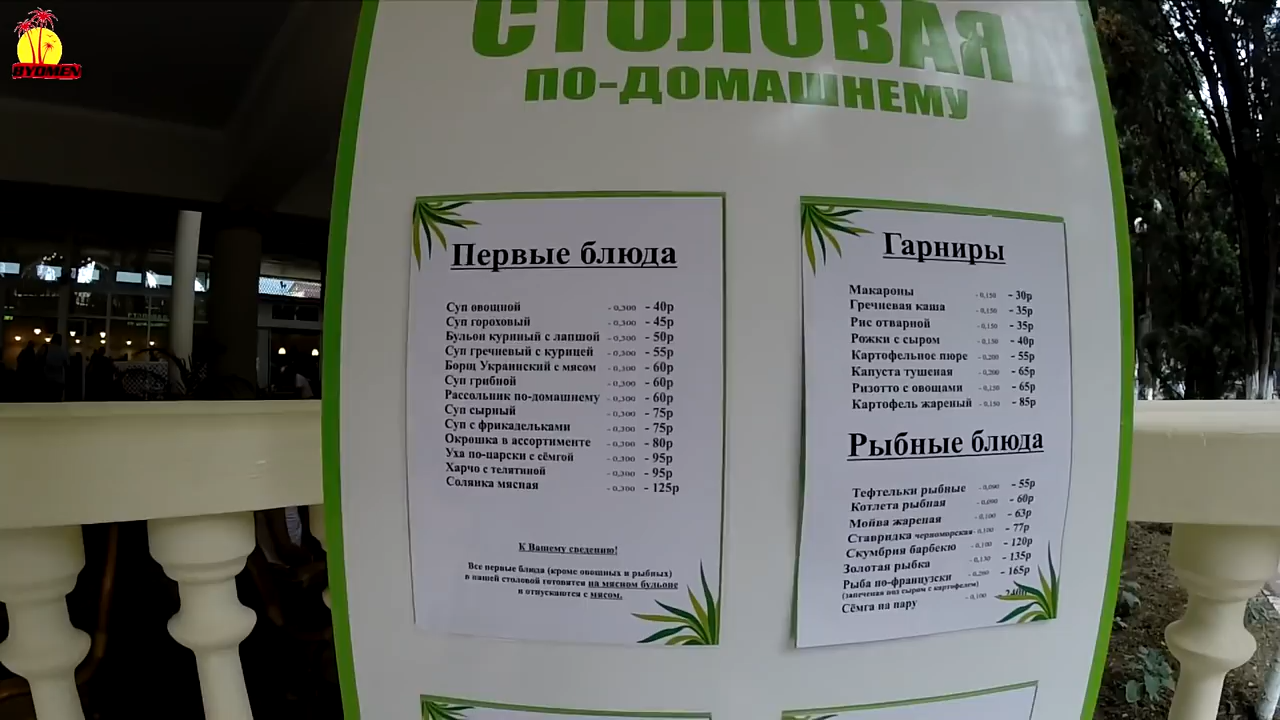 BYDMEN
СТОЛОВАЯ
ПО-ДОМАШНЕМУ
Первые блюда
Суп овощной - 0,300 - 40р
Суп гороховый - 0,300 - 45р
Бульон куриный с лапшой - 0,300 - 50р
Суп гречневый с курицей - 0,300 - 55р
Борщ Украинский с мясом - 0,300 - 60р
Суп грибной - 0,300 - 60р
Рассольник по-домашнему - 0,300 - 60р
Суп сырный - 0,300 - 75р
Суп с фрикадельками - 0,300 - 75р
Окрошка в ассортименте - 0,300 - 80р
Уха по-царски с сёмгой - 0,300 - 95р
Харчо с телятиной - 0,300 - 95р
Солянка мясная - 0,300 - 125р
К Вашему сведению!
Все первые блюда (кроме овощных и рыбных)
в нашей столовой готовятся на мясном бульоне
и отпускаются с мясом.
Гарниры
Макароны - 0,150 - 30р
Гречневая каша - 0,150 - 35р
Рис отварной - 0,150 - 35р
Рожки с сыром - 0,150 - 40р
Картофельное пюре - 0,200 - 55р
Капуста тушеная - 0,200 - 65р
Ризотто с овощами - 0,150 - 65р
Картофель жареный - 0,150 - 85р
Рыбные блюда
Тефтельки рыбные - 0,090 - 55р
Котлета рыбная - 0,090 - 60р
Мойва жареная - 0,100 - 63р
Ставридка черноморская - 0,100 - 77р
Скумбрия барбекю - 0,100 - 120р
Золотая рыбка - 0,130 - 135р
Рыба по-французски - 0,200 - 165р
(запеченая под сыром с картофелем)
Сёмга на пару - 0,100 - 240р